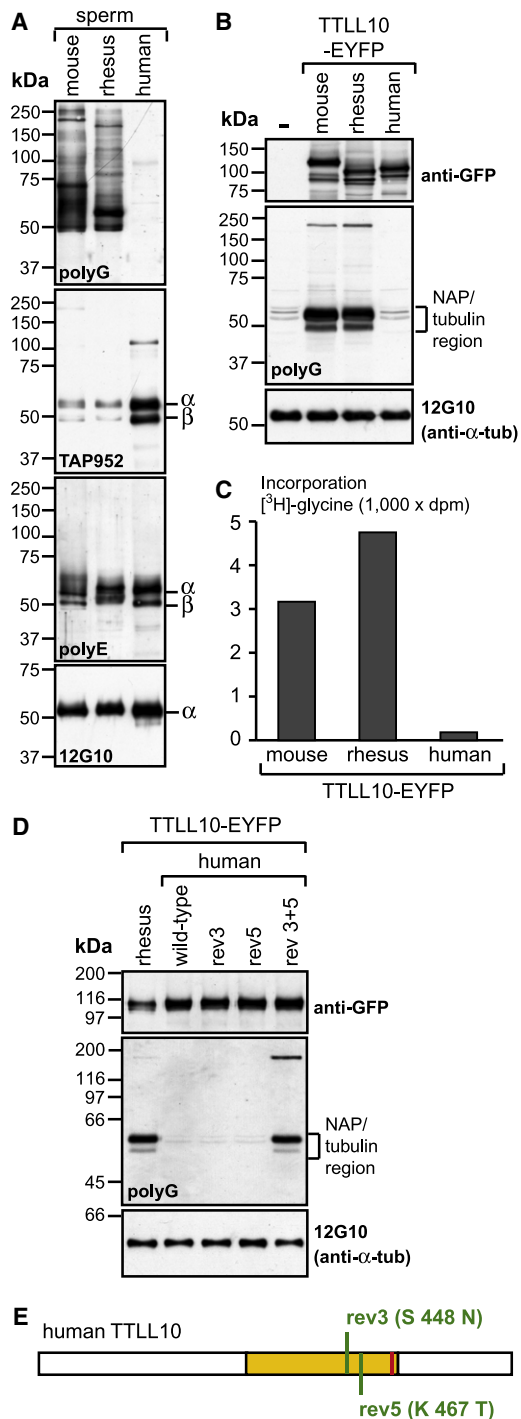 A
sperm
mouse
rhesus
human
kDa
250
150
100
75
50
37
polyG
250
150
100
75
50
37
α
β
TAP952
250
150
100
75
50
37
α
β
polyE
75
50
37
α
12G10
B
TTLL10
-EYFP
kDa
-
mouse
rhesus
human
150
100
75
anti-GFP
250
150
100
75
50
37
NAP/
tubulin
region
polyG
50
12G10
(anti-α-tub)
C
Incorporation
[³H]-glycine (1,000 x dpm)
5
4
3
2
1
0
mouse rhesus human
TTLL10-EYFP
D
TTLL10-EYFP
human
kDa
rhesus
wild-type
rev3
rev5
rev 3+5
200
116
97
anti-GFP
200
116
97
66
45
NAP/
tubulin
region
polyG
66
12G10
(anti-α-tub)
E
human TTLL10
rev3 (S 448 N)
rev5 (K 467 T)